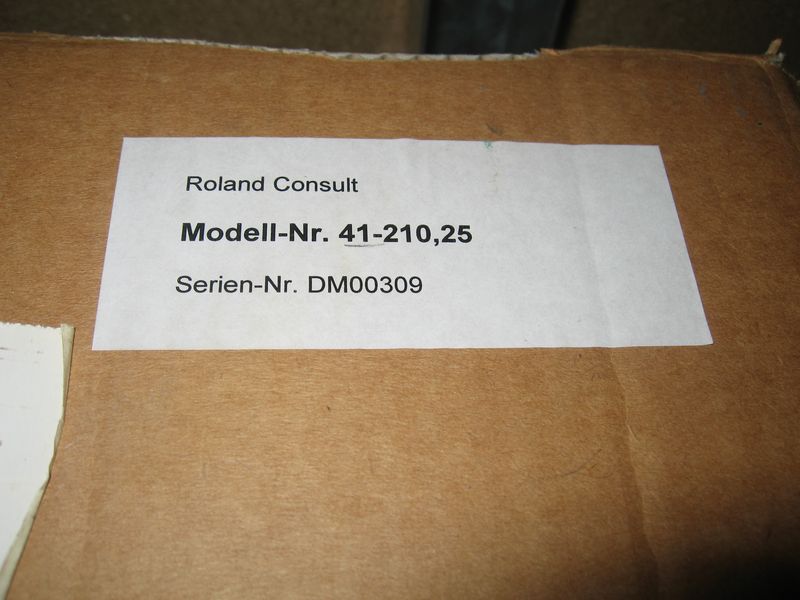 Roland Consult
Modell-Nr. 41-210,25
Serien-Nr. DM00309